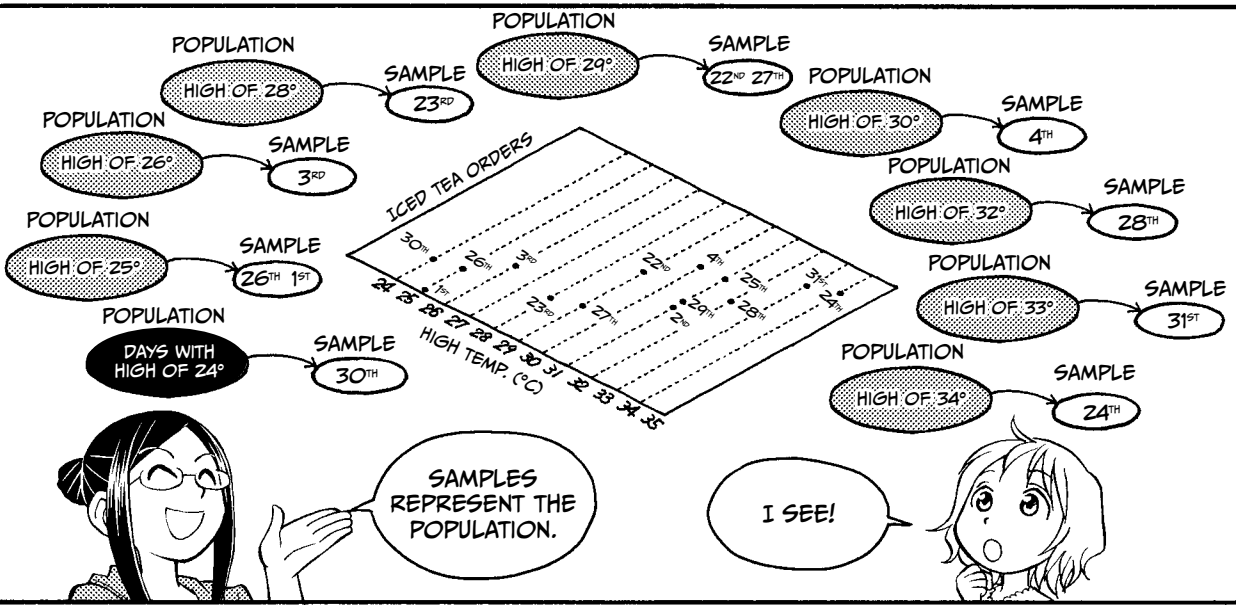 POPULATION
HIGH OF 29°
SAMPLE
22ND 27TH
POPULATION
HIGH OF 28°
SAMPLE
23RD
POPULATION
HIGH OF 30°
SAMPLE
4TH
POPULATION
HIGH OF 26°
SAMPLE
3RD
POPULATION
HIGH OF 32°
SAMPLE
28TH
POPULATION
HIGH OF 25°
SAMPLE
26TH 1ST
POPULATION
HIGH OF 33°
SAMPLE
31ST
POPULATION
DAYS WITH
HIGH OF 24°
SAMPLE
30TH
POPULATION
HIGH OF 34°
SAMPLE
24TH
ICED TEA ORDERS
30TH
26TH
3RD
22ND
4TH
25TH
31ST
24TH
1ST
23RD
27TH
2ND
29TH
28TH
24 25 26 27 28 29 30 31 32 33 34 35
HIGH TEMP. (°C)
SAMPLES
REPRESENT THE
POPULATION.
I SEE!